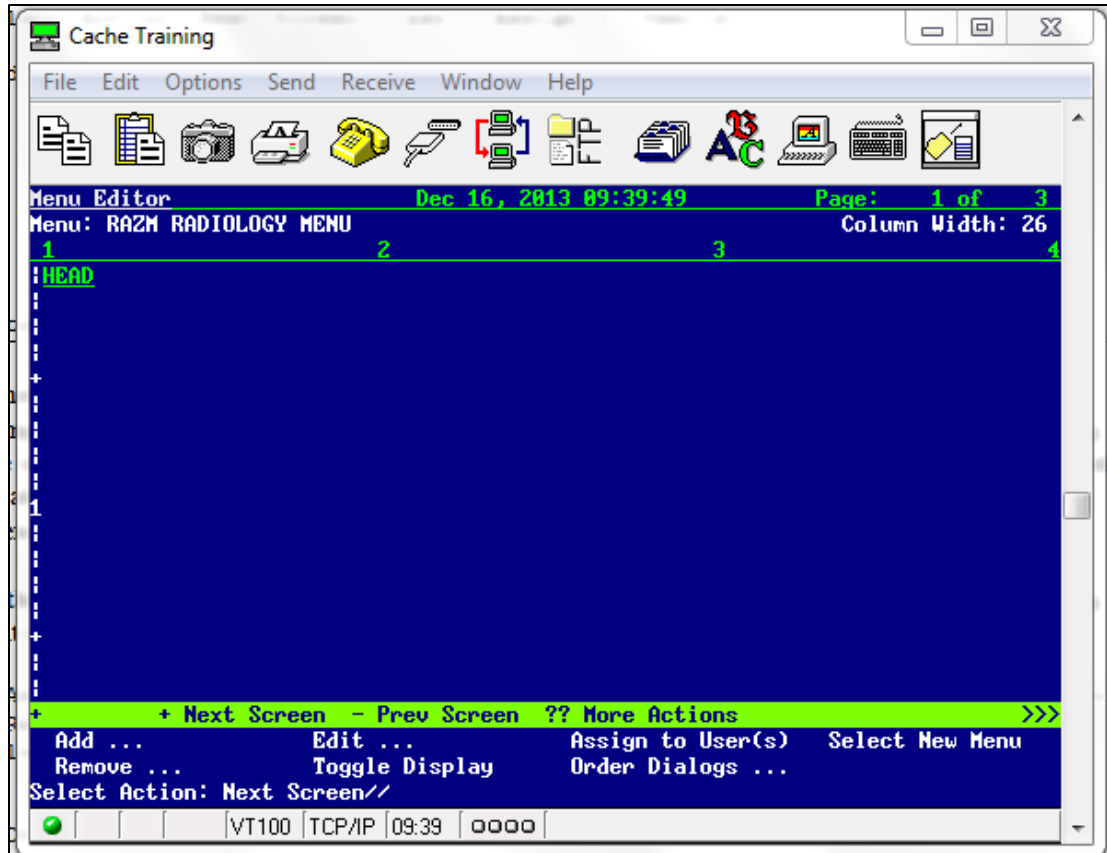 Cache Training
File Edit Options Send Receive Window Help
Menu Editor Dec 16, 2013 09:39:49 Page: 1 of 3
Menu: RAZM RADIOLOGY MENU Column Width: 26
1 2 3 4
¦HEAD
¦
¦
¦
+
¦
¦
¦
¦
1
¦
¦
¦
¦
+
¦
¦
+ + Next Screen - Prev Screen ?? More Actions >>>
Add ... Edit ... Assign to User(s) Select New Menu
Remove ... Toggle Display Order Dialogs ...
Select Action: Next Screen//
VT100 TCP/IP 09:39